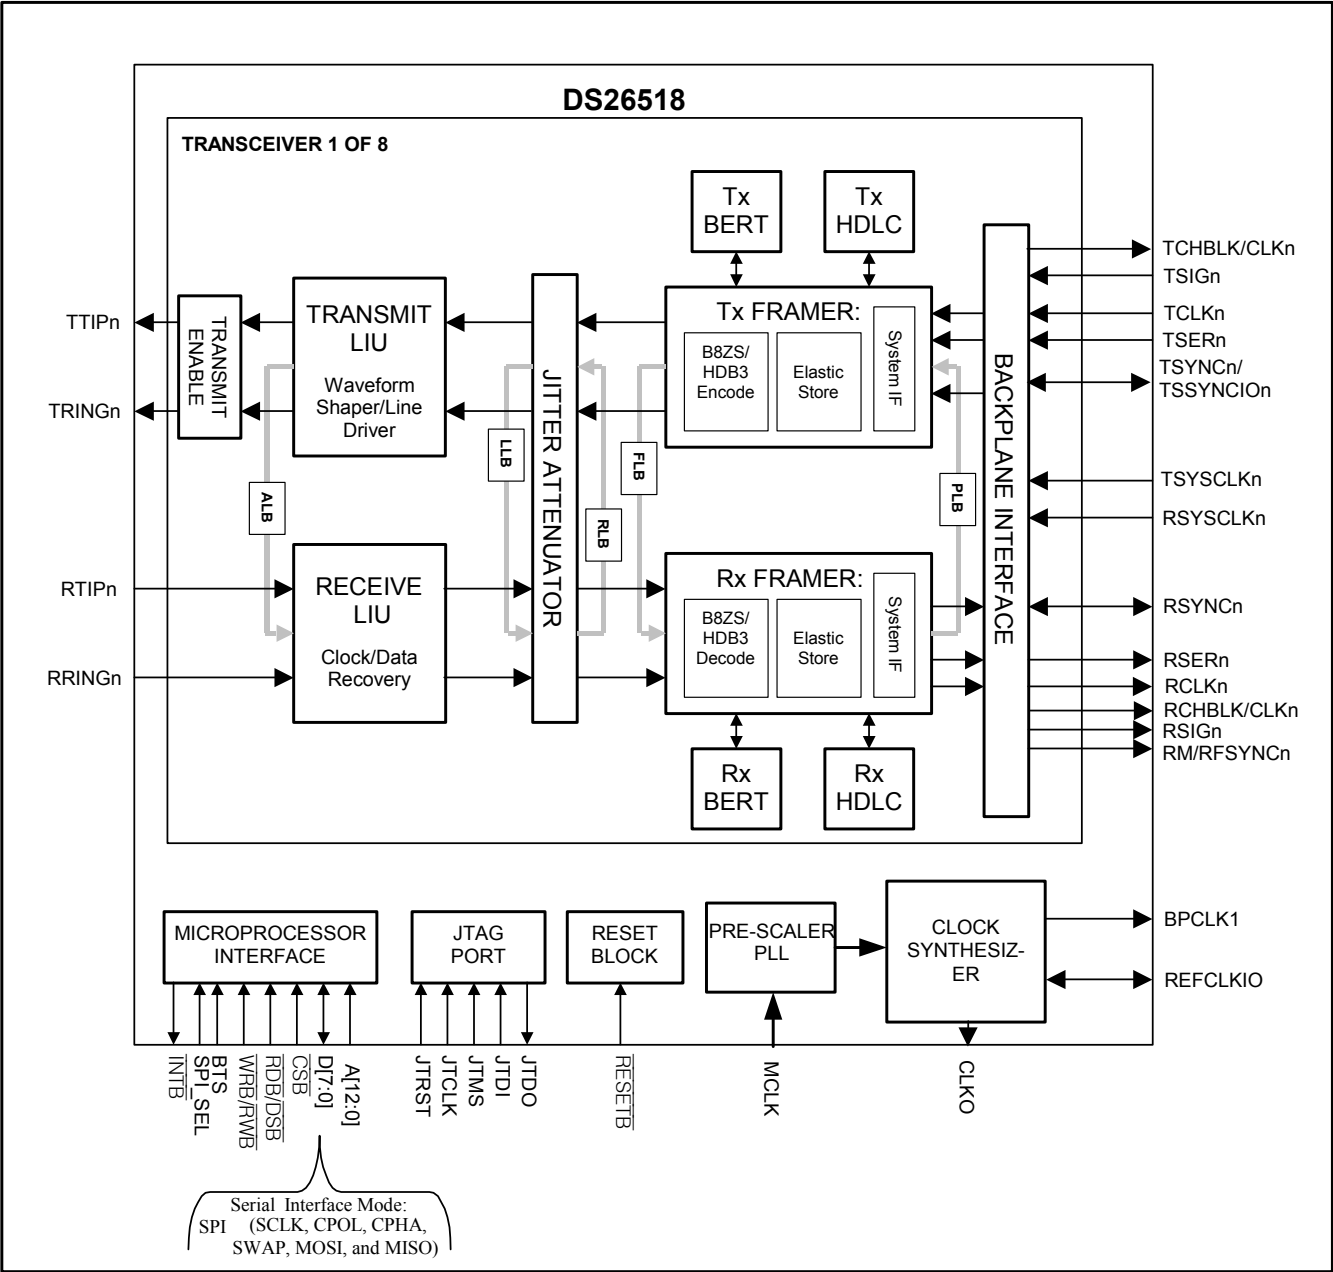 DS26518
TRANSCEIVER 1 OF 8
Tx
BERT
Tx
HDLC
TTIPn
TRINGn
TRANSMIT
ENABLE
TRANSMIT
LIU
Waveform
Shaper/Line
Driver
JITTER ATTENUATOR
Tx FRAMER:
B8ZS/
HDB3
Encode
Elastic
Store
System IF
BACKPLANE INTERFACE
TCHBLK/CLKn
TSIGn
TCLKn
TSERn
TSYNCn/
TSSYNCIOn
TSYSCLKn
RSYSCLKn
ALB
LLB
RLB
FLB
PLB
RTIPn
RRINGn
RECEIVE
LIU
Clock/Data
Recovery
Rx FRAMER:
B8ZS/
HDB3
Decode
Elastic
Store
System IF
RSYNCn
RSERn
RCLKn
RCHBLK/CLKn
RSIGn
RM/RFSYNCn
Rx
BERT
Rx
HDLC
MICROPROCESSOR
INTERFACE
JTAG
PORT
RESET
BLOCK
PRE-SCALER
PLL
CLOCK
SYNTHESIZ-
ER
BPCLK1
REFCLKIO
INTB
SPI_SEL
BTS
WRB/RWB
RDB/DSB
CSB
D[7:0]
A[12:0]
JTRST
JTCLK
JTMS
JTDI
JTDO
RESETB
MCLK
CLKO
Serial Interface Mode:
SPI (SCLK, CPOL, CPHA,
SWAP, MOSI, and MISO)